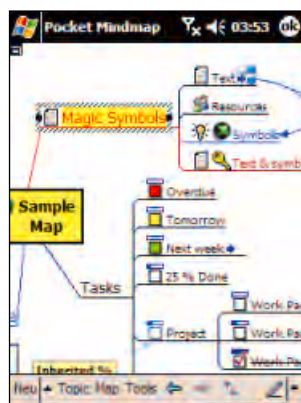 Pocket Mindmap 03:53 ok
Text
Magic Symbols
Resources
Symbols
Text & symb
Sample
Map
Overdue
Tomorrow
Next week
25 % Done
Tasks
Project
Work Pa
Work Pa
Work Pa
Inherited %
Neu Topic Map Tools